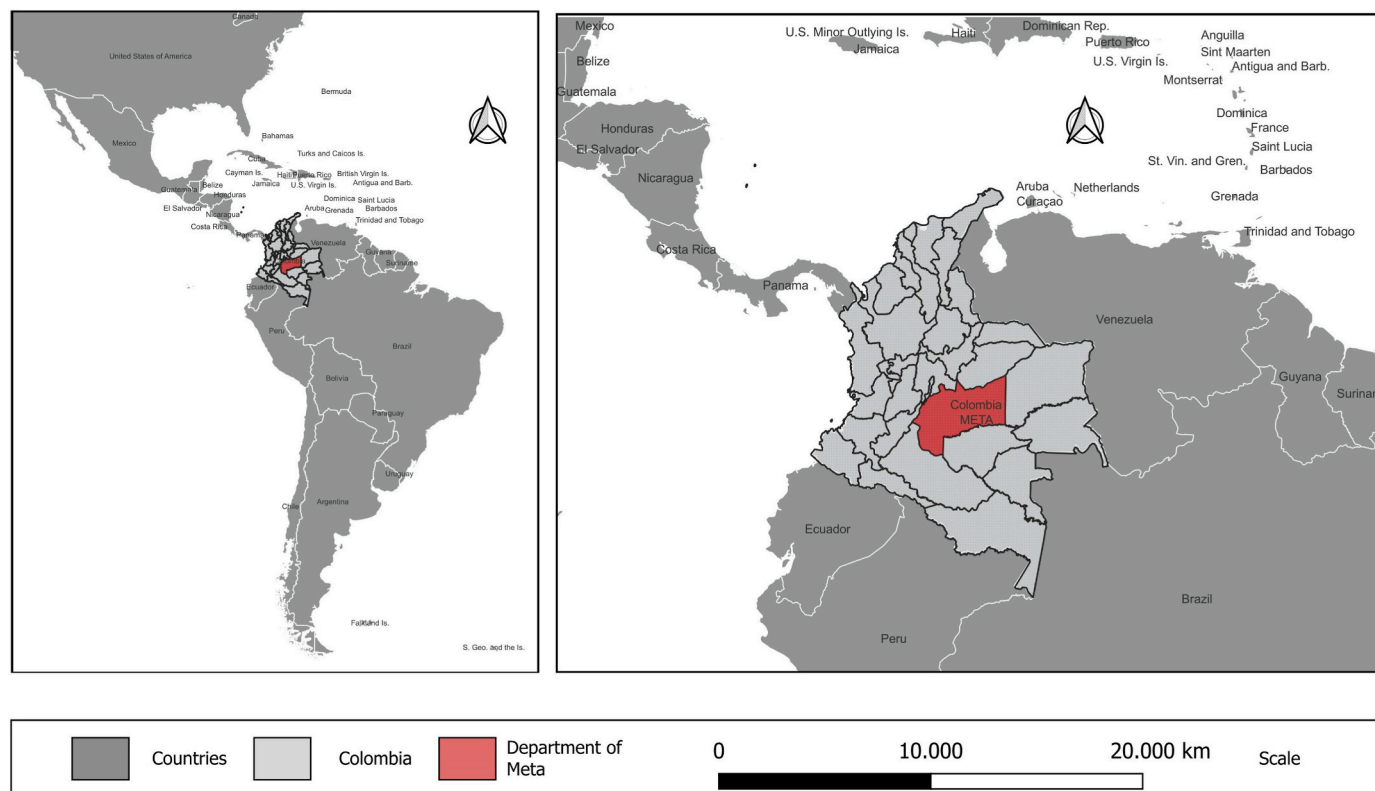 Canada
United States of America
Bermuda
Mexico
Bahamas
Cuba
Turks and Caicos Is.
Cayman Is.
Haiti
Puerto Rico
British Virgin Is.
Jamaica
U.S. Virgin Is.
Antigua and Barb.
Guatemala
Belize
Honduras
Dominica
Saint Lucia
El Salvador
Nicaragua
Aruba
Grenada
Barbados
Trinidad and Tobago
Costa Rica
Panama
Venezuela
Guyana
Suriname
Ecuador
Peru
Brazil
Bolivia
Paraguay
Uruguay
Argentina
Chile
Falkland Is.
S. Geo. and the Is.
Mexico
U.S. Minor Outlying Is.
Haiti
Dominican Rep.
Jamaica
Puerto Rico
Anguilla
Sint Maarten
Belize
U.S. Virgin Is.
Antigua and Barb.
Montserrat
Guatemala
Dominica
Honduras
France
El Salvador
Saint Lucia
St. Vin. and Gren.
Barbados
Nicaragua
Aruba
Netherlands
Curaçao
Grenada
Trinidad and Tobago
Costa Rica
Panama
Venezuela
Guyana
Surinar
Colombia
META
Ecuador
Brazil
Peru
Countries
Colombia
Department of
Meta
0 10.000 20.000 km
Scale